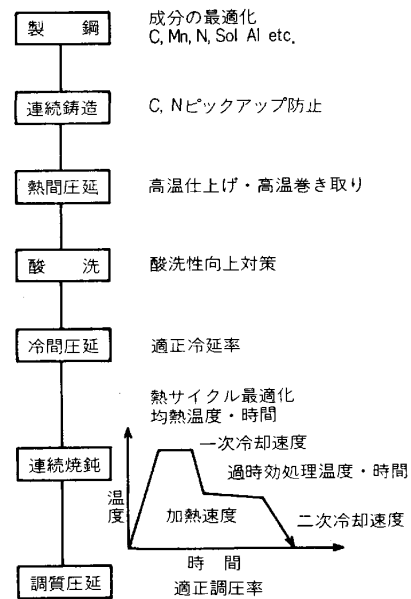 製鋼
成分の最適化
C, Mn, N, Sol Al etc.
連続鋳造
C, Nピックアップ防止
熱間圧延
高温仕上げ・高温巻き取り
酸洗
酸洗性向上対策
冷間圧延
適正冷延率
熱サイクル最適化
均熱温度・時間
連続焼鈍
一次冷却速度
過時効処理温度・時間
温度
加熱速度
二次冷却速度
時間
調質圧延
適正調圧率